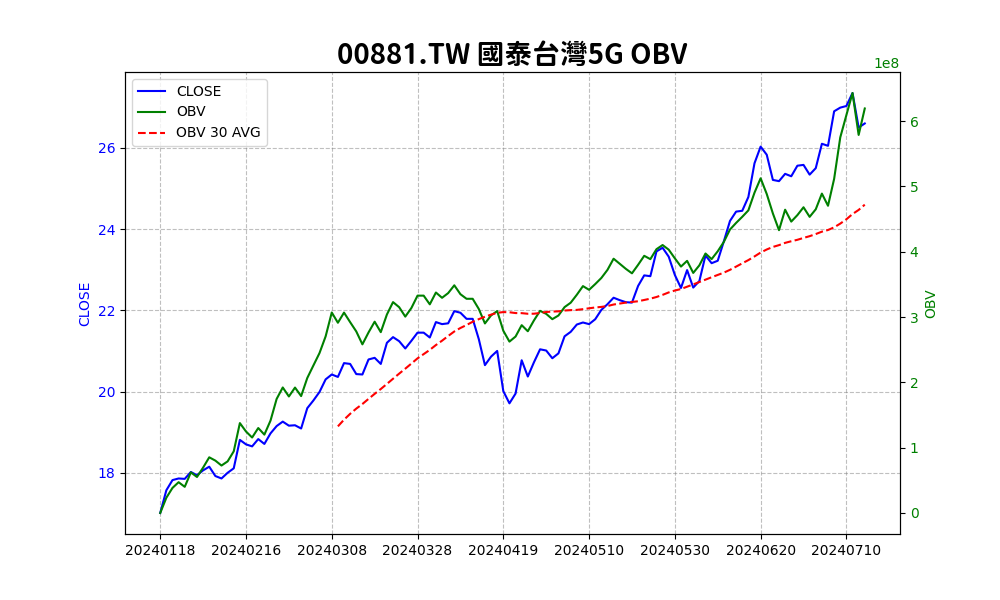 00881.TW 國泰台灣5G OBV
1e8
CLOSE
OBV
OBV 30 AVG
26
24
22
20
18
CLOSE
6
5
4
3
2
1
0
OBV
20240118 20240216 20240308 20240328 20240419 20240510 20240530 20240620 20240710